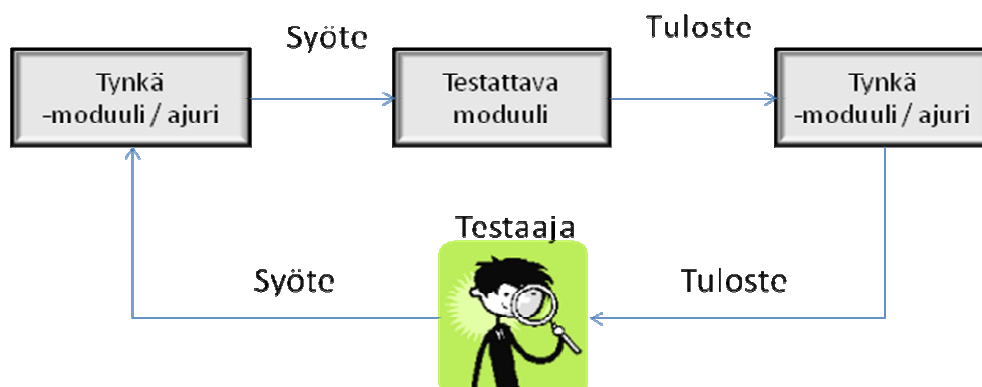 Syöte
Tuloste
Tynkä
-moduuli / ajuri
Testattava
moduuli
Tynkä
-moduuli / ajuri
Testaaja
Syöte
Tuloste